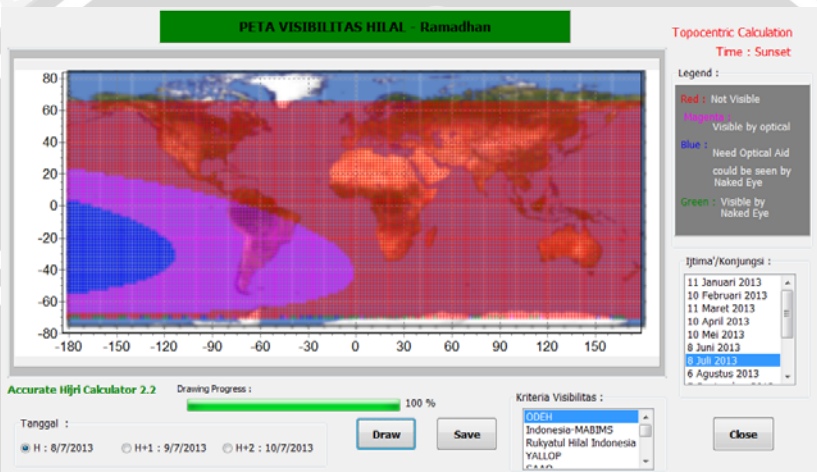 PETA VISIBILITAS HILAL - Ramadhan
Topocentric Calculation
Time : Sunset
Legend :
Red : Not Visible
Magenta :
Visible by optical
Blue :
Need Optical Aid
could be seen by
Naked Eye
Green : Visible by
Naked Eye
80
60
40
20
0
-20
-40
-60
-80
-180 -150 -120 -90 -60 -30 0 30 60 90 120 150
Ijtima'/Konjungsi :
11 Januari 2013
10 Februari 2013
11 Maret 2013
10 April 2013
10 Mei 2013
8 Juni 2013
8 Juli 2013
6 Agustus 2013
Accurate Hijri Calculator 2.2
Drawing Progress :
100 %
Tanggal :
H : 8/7/2013 H+1 : 9/7/2013 H+2 : 10/7/2013
Draw
Save
Kriteria Visibilitas :
ODEH
Indonesia-MABIMS
Rukyatul Hilal Indonesia
YALLOP
Close